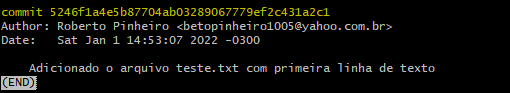 commit 5246f1a4e5b87704ab03289067779ef2c431a2c1
Author: Roberto Pinheiro <betopinheiro1005@yahoo.com.br>
Date:   Sat Jan 1 14:53:07 2022 -0300
Adicionado o arquivo teste.txt com primeira linha de texto
(END)